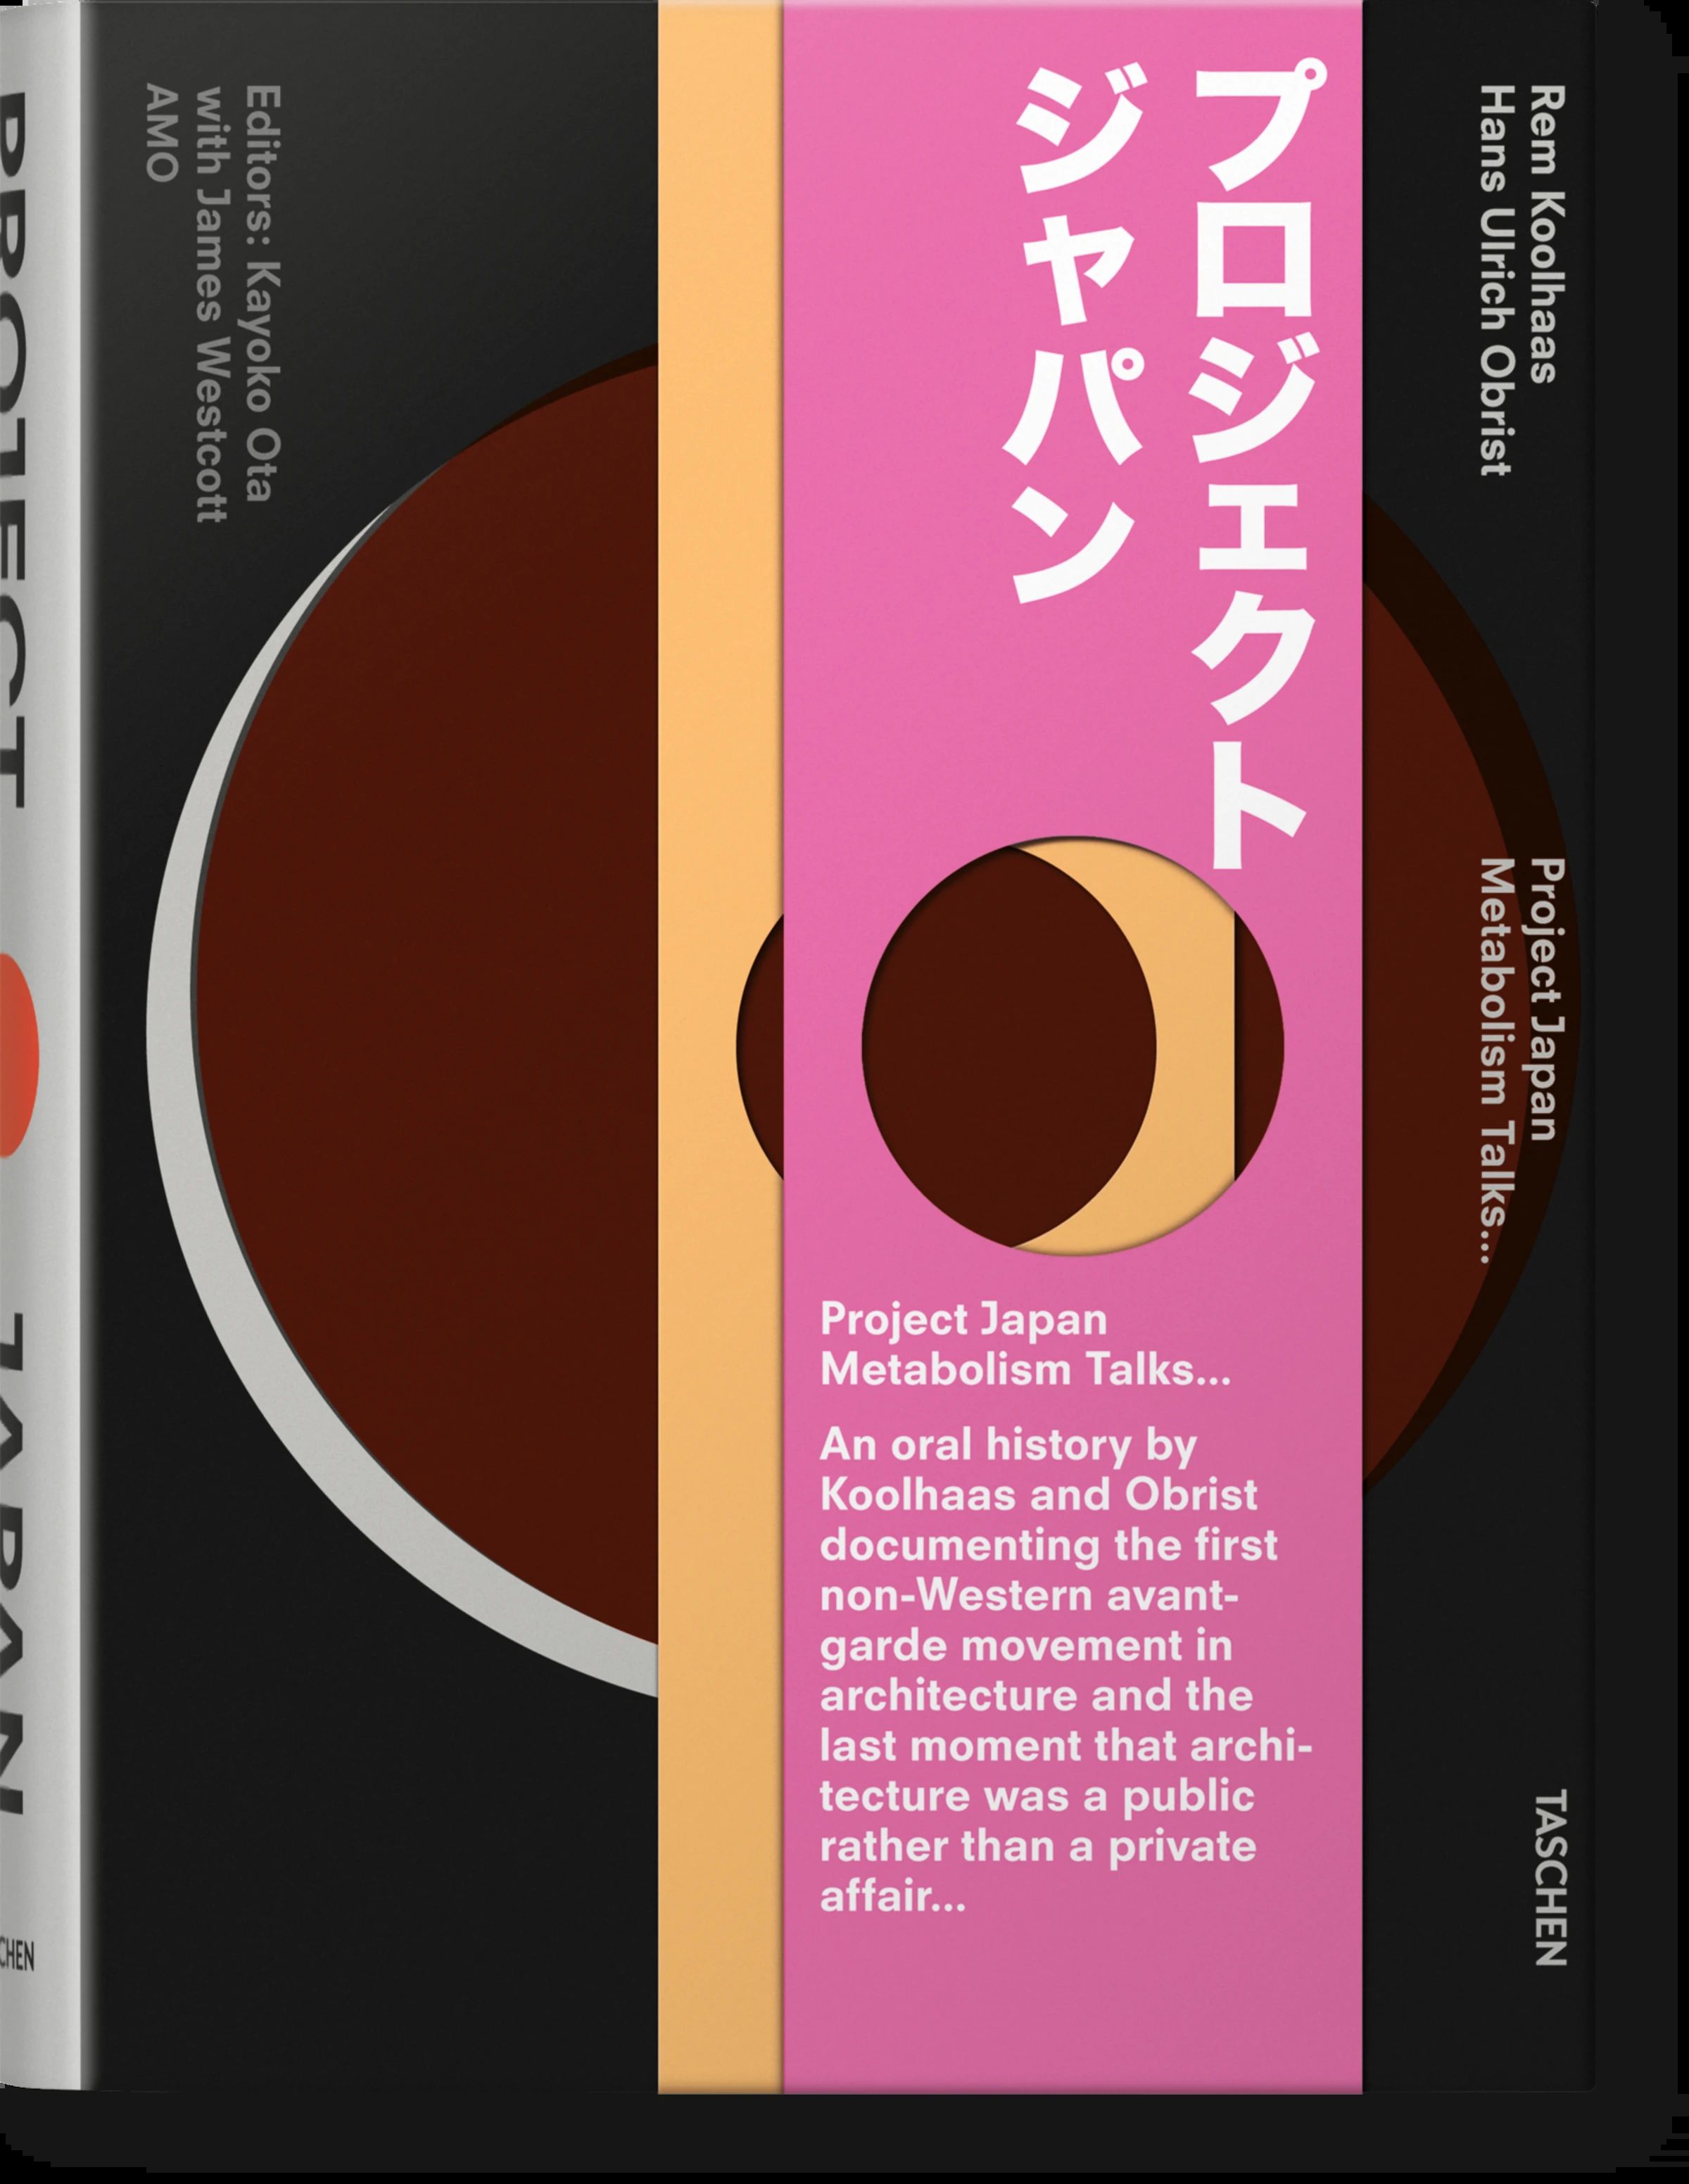 PROJECT JAPAN
CHEN
Editors: Kayoko Ota
with James Westcott
AMO
プロジェクト
ジャパン
Project Japan
Metabolism Talks...
An oral history by
Koolhaas and Obrist
documenting the first
non-Western avant-
garde movement in
architecture and the
last moment that archi-
tecture was a public
rather than a private
affair...
Rem Koolhaas
Hans Ulrich Obrist
Project Japan
Metabolism Talks...
TASCHEN